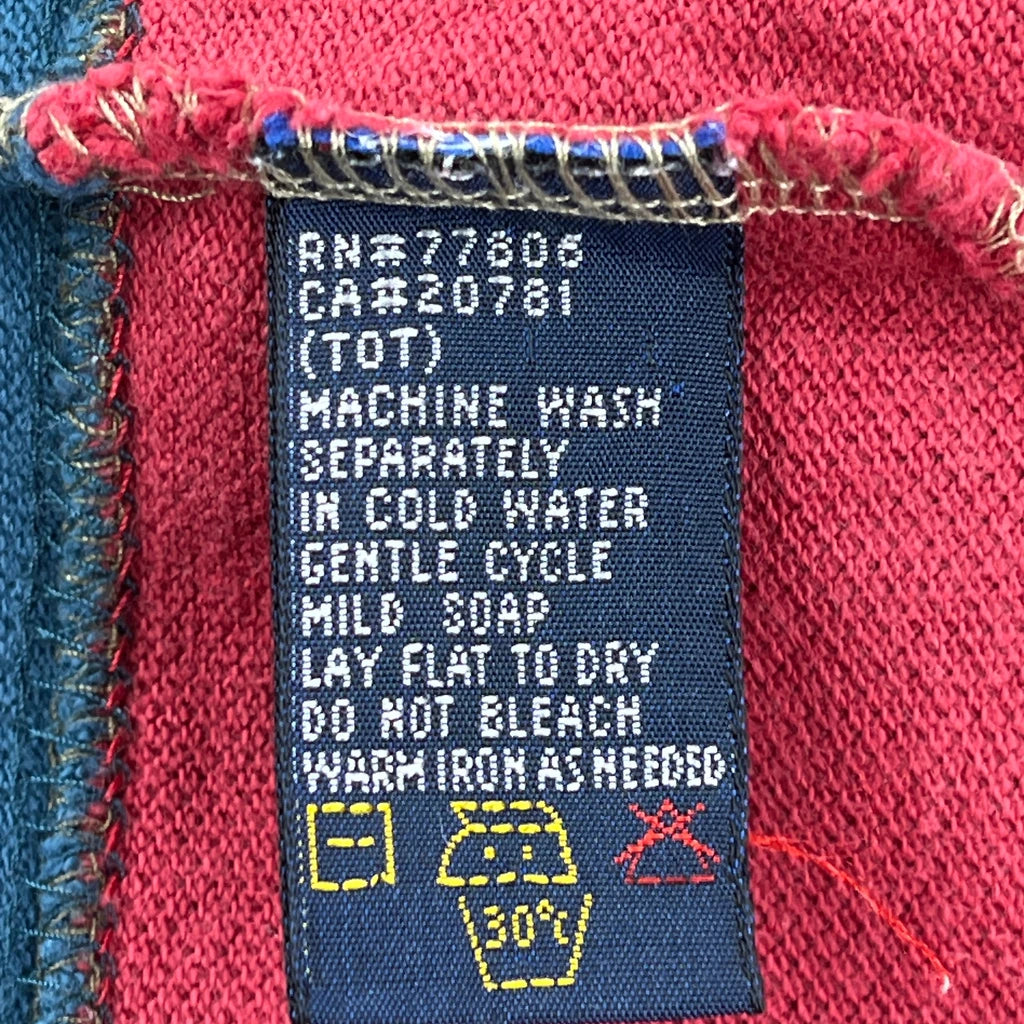 RN#77806
CA#20781
(TOT)
MACHINE WASH
SEPARATELY
IN COLD WATER
GENTLE CYCLE
MILD SOAP
LAY FLAT TO DRY
DO NOT BLEACH
WARM IRON AS NEEDED
30°C